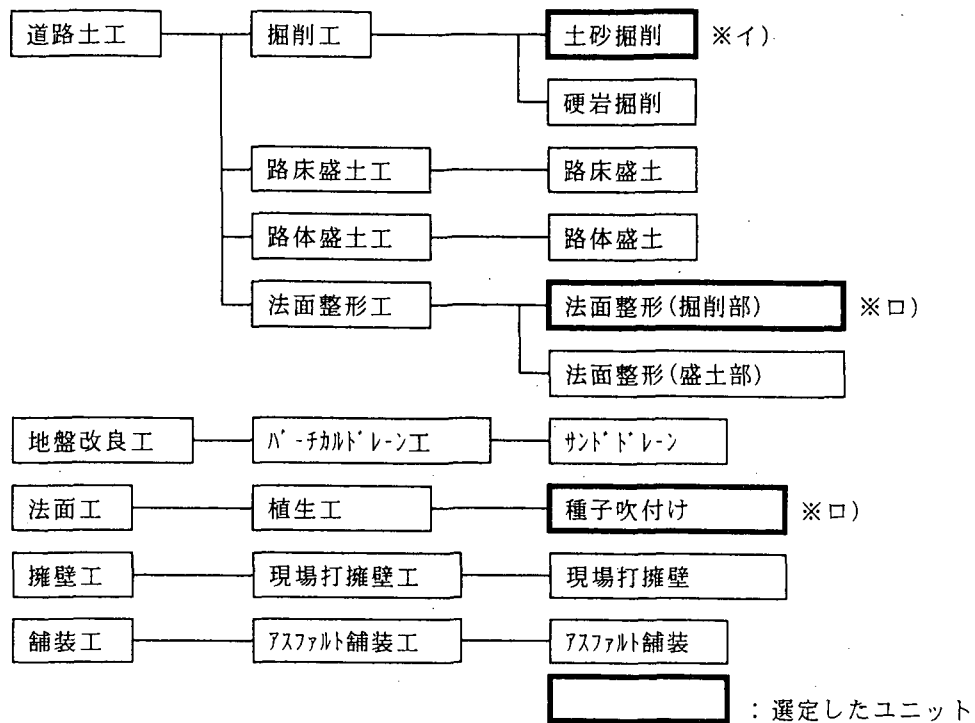 道路土工 掘削工 土砂掘削 ※イ)
硬岩掘削
路床盛土工 路床盛土
路体盛土工 路体盛土
法面整形工 法面整形(掘削部) ※ロ)
法面整形(盛土部)
地盤改良工 バーチカルドレーン工 サンドドレーン
法面工 植生工 種子吹付け ※ロ)
擁壁工 現場打擁壁工 現場打擁壁
舗装工 アスファルト舗装工 アスファルト舗装
：選定したユニット